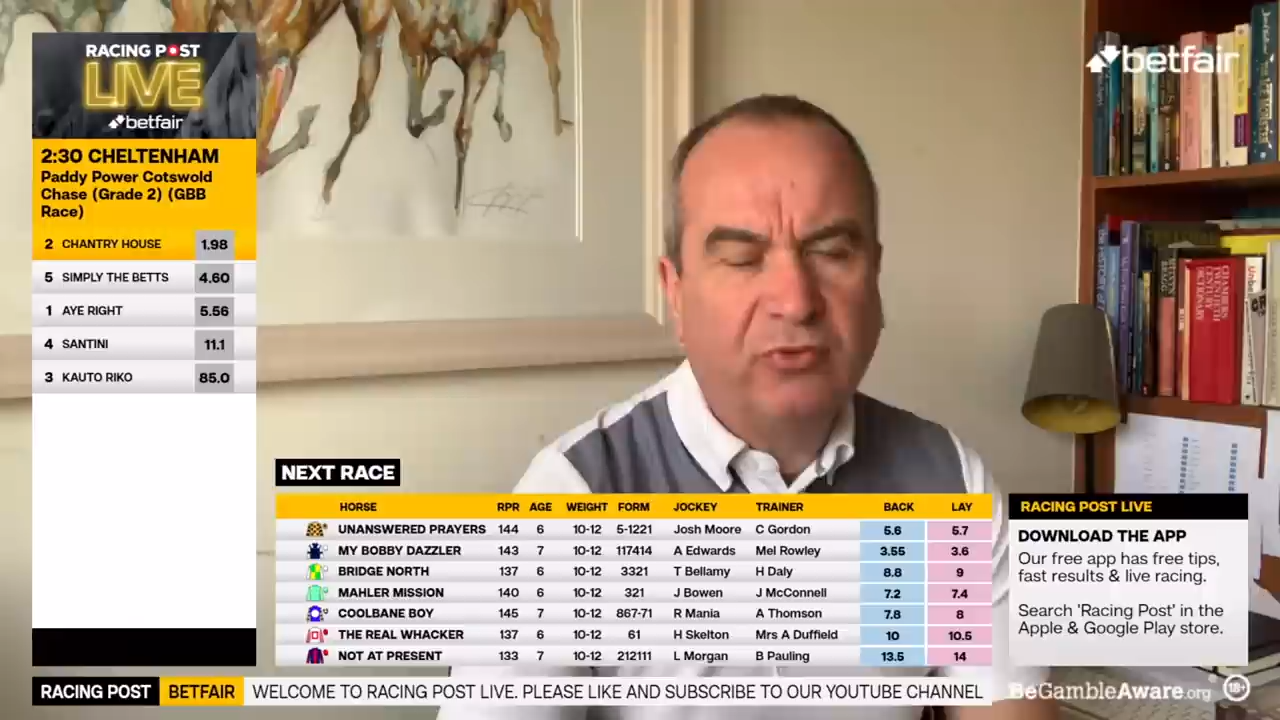 RACING POST
LIVE
betfair
2:30 CHELTENHAM
Paddy Power Cotswold
Chase (Grade 2) (GBB
Race)
2 CHANTRY HOUSE 1.98
5 SIMPLY THE BETTS 4.60
1 AYE RIGHT 5.56
4 SANTINI 11.1
3 KAUTO RIKO 85.0
betfair
CHAMBERS
TWENTIETH
CENTURY
DICTIONARY
NEXT RACE
HORSE RPR AGE WEIGHT FORM JOCKEY TRAINER BACK LAY
UNANSWERED PRAYERS 144 6 10-12 5-1221 Josh Moore C Gordon 5.6 5.7
MY BOBBY DAZZLER 143 7 10-12 117414 A Edwards Mel Rowley 3.55 3.6
BRIDGE NORTH 137 6 10-12 3321 T Bellamy H Daly 8.8 9
MAHLER MISSION 140 6 10-12 321 J Bowen J McConnell 7.2 7.4
COOLBANE BOY 145 7 10-12 867-71 R Mania A Thomson 7.8 8
THE REAL WHACKER 137 6 10-12 61 H Skelton Mrs A Duffield 10 10.5
NOT AT PRESENT 133 7 10-12 212111 L Morgan B Pauling 13.5 14
RACING POST LIVE
DOWNLOAD THE APP
Our free app has free tips,
fast results & live racing.
Search 'Racing Post' in the
Apple & Google Play store.
RACING POST BETFAIR WELCOME TO RACING POST LIVE. PLEASE LIKE AND SUBSCRIBE TO OUR YOUTUBE CHANNEL
BeGambleAware.org 18+